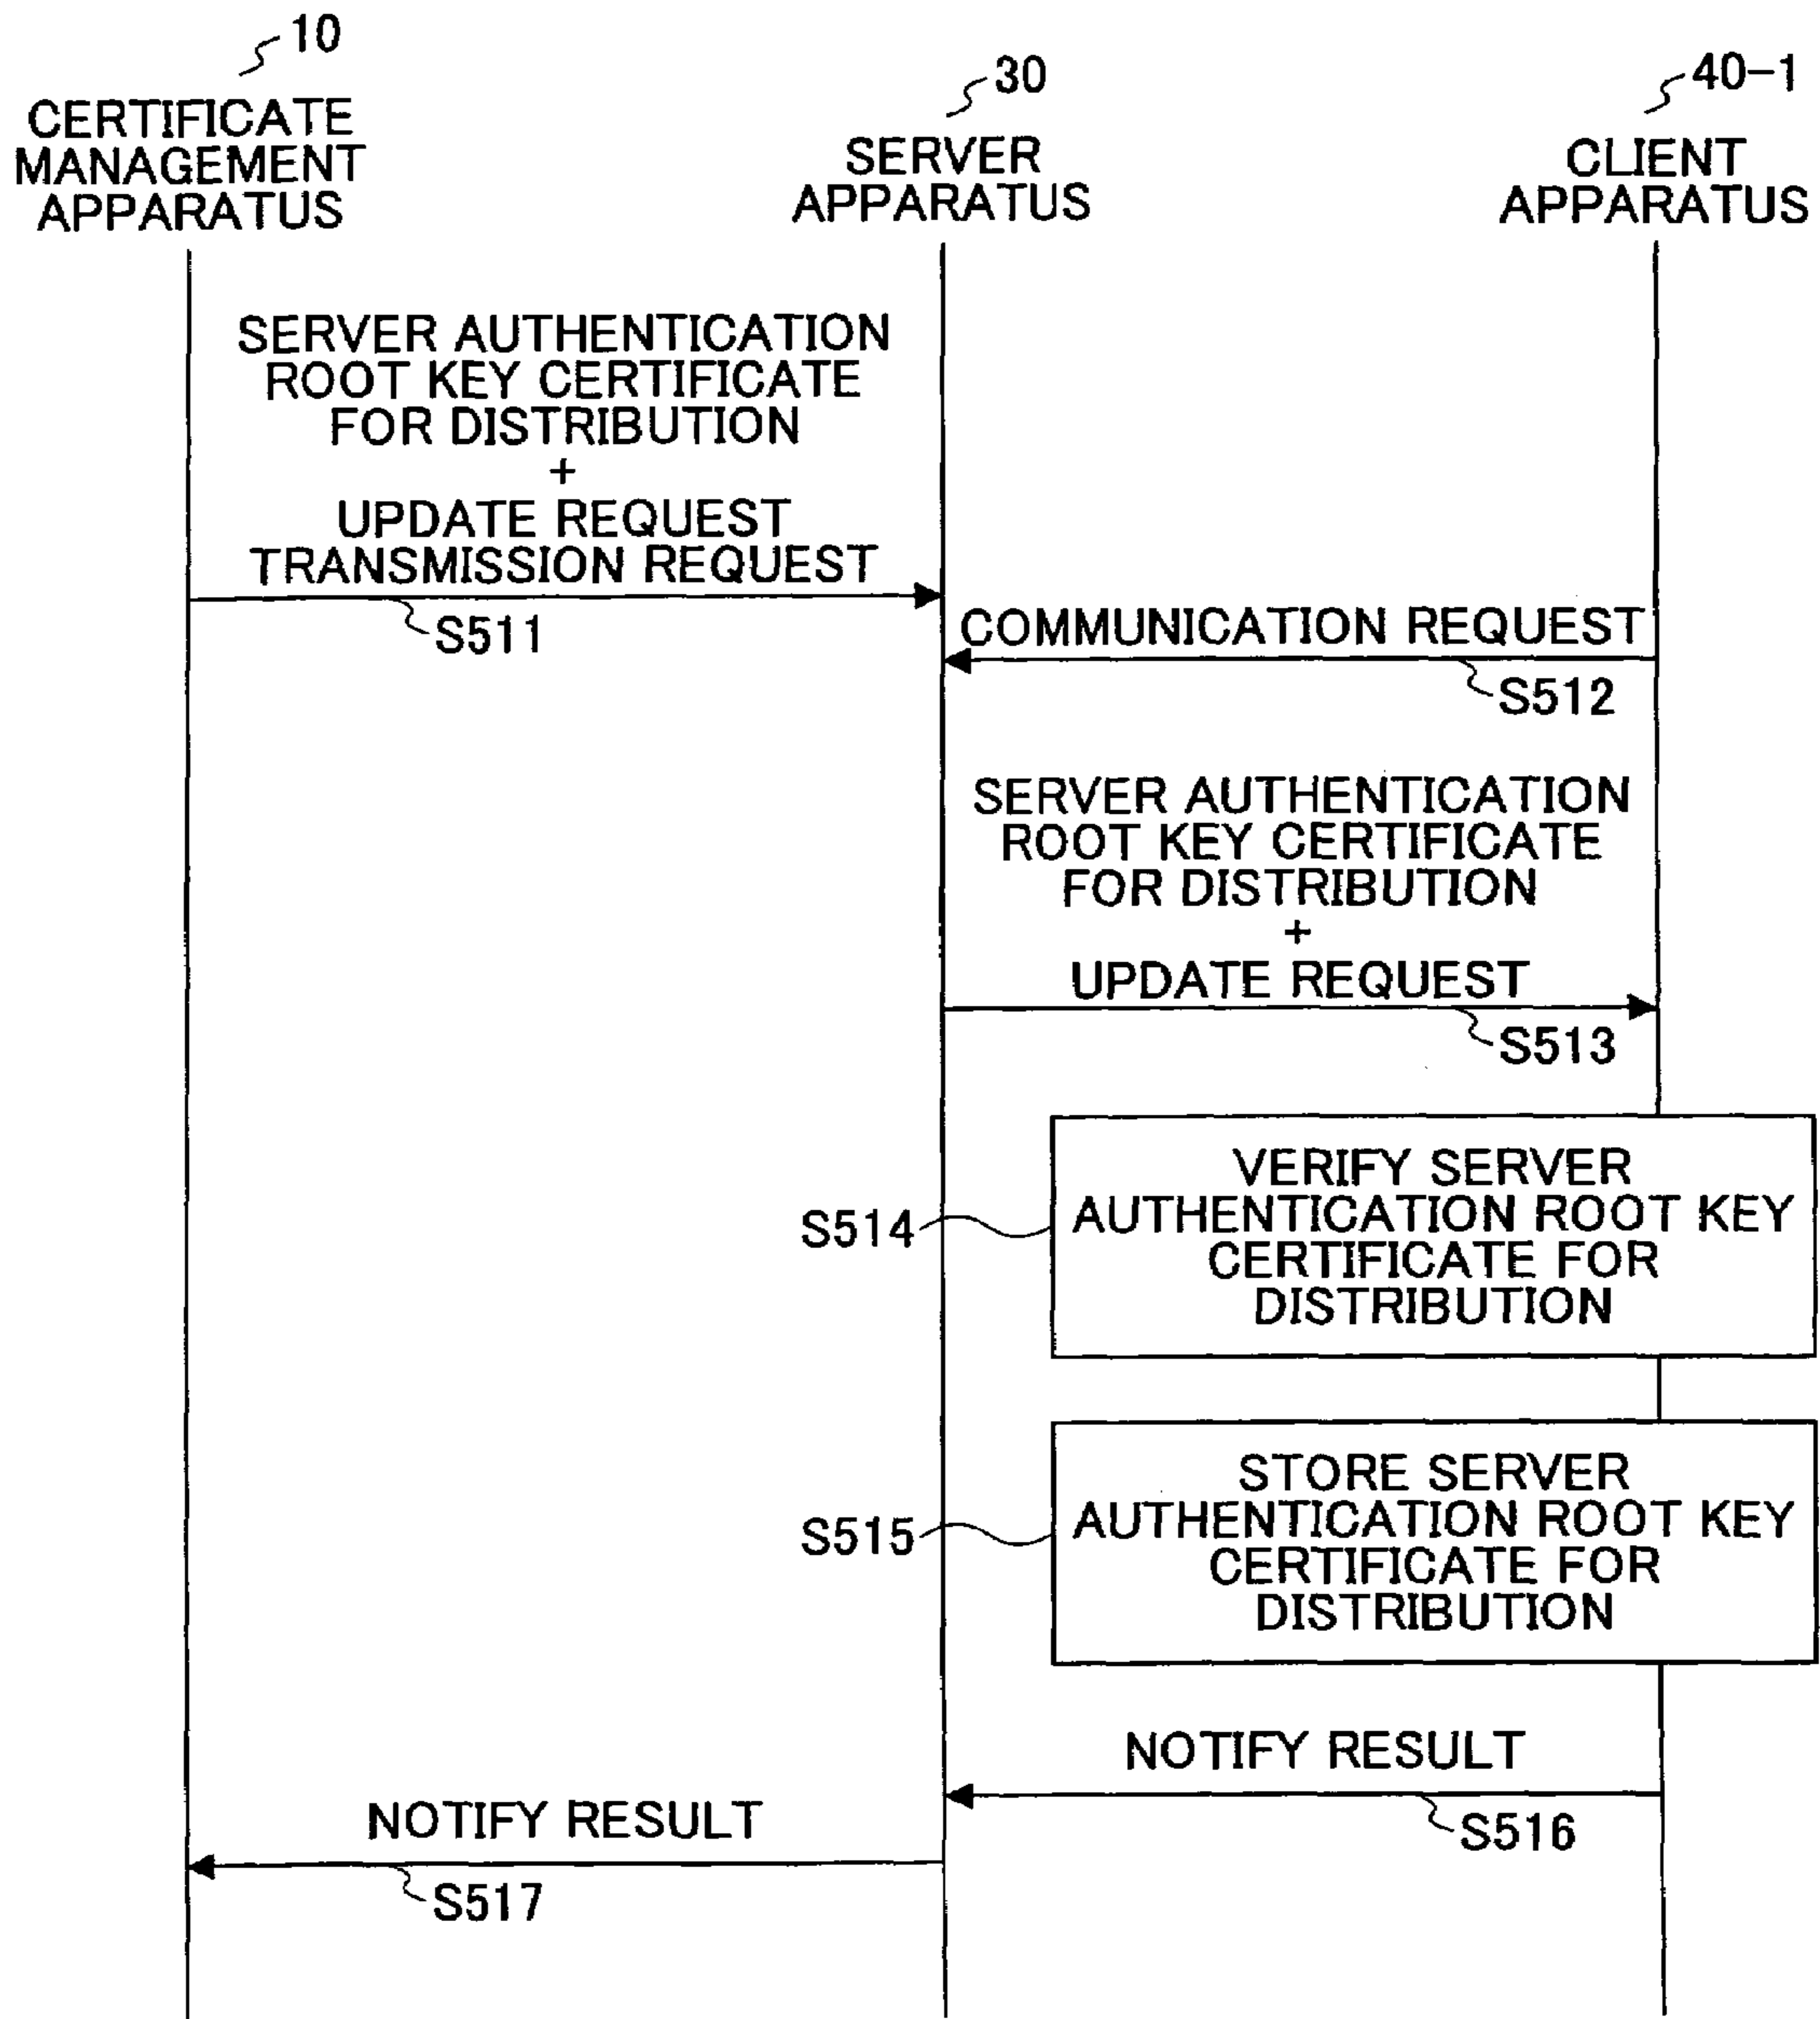 10
CERTIFICATE
MANAGEMENT
APPARATUS
30
SERVER
APPARATUS
40-1
CLIENT
APPARATUS
SERVER AUTHENTICATION
ROOT KEY CERTIFICATE
FOR DISTRIBUTION
+
UPDATE REQUEST
TRANSMISSION REQUEST
S511
COMMUNICATION REQUEST
S512
SERVER AUTHENTICATION
ROOT KEY CERTIFICATE
FOR DISTRIBUTION
+
UPDATE REQUEST
S513
S514
VERIFY SERVER
AUTHENTICATION ROOT KEY
CERTIFICATE FOR
DISTRIBUTION
S515
STORE SERVER
AUTHENTICATION ROOT KEY
CERTIFICATE FOR
DISTRIBUTION
NOTIFY RESULT
S516
NOTIFY RESULT
S517